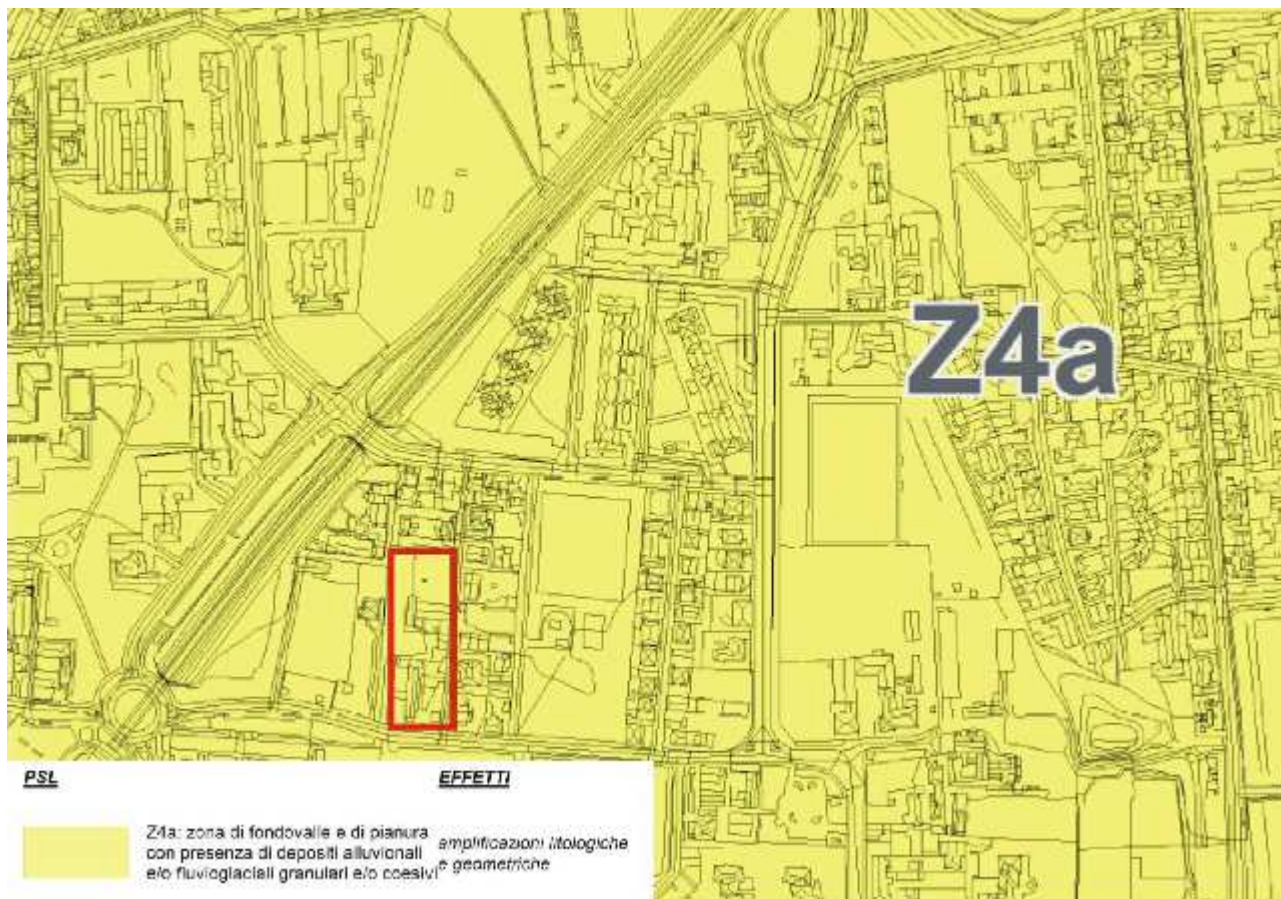 Z4a
PSL
EFFETTI
Z4a: zona di fondovalle e di pianura
con presenza di depositi alluvionali
e/o fluvioglaciali granulari e/o coesivi
amplificazioni litologiche
e geometriche